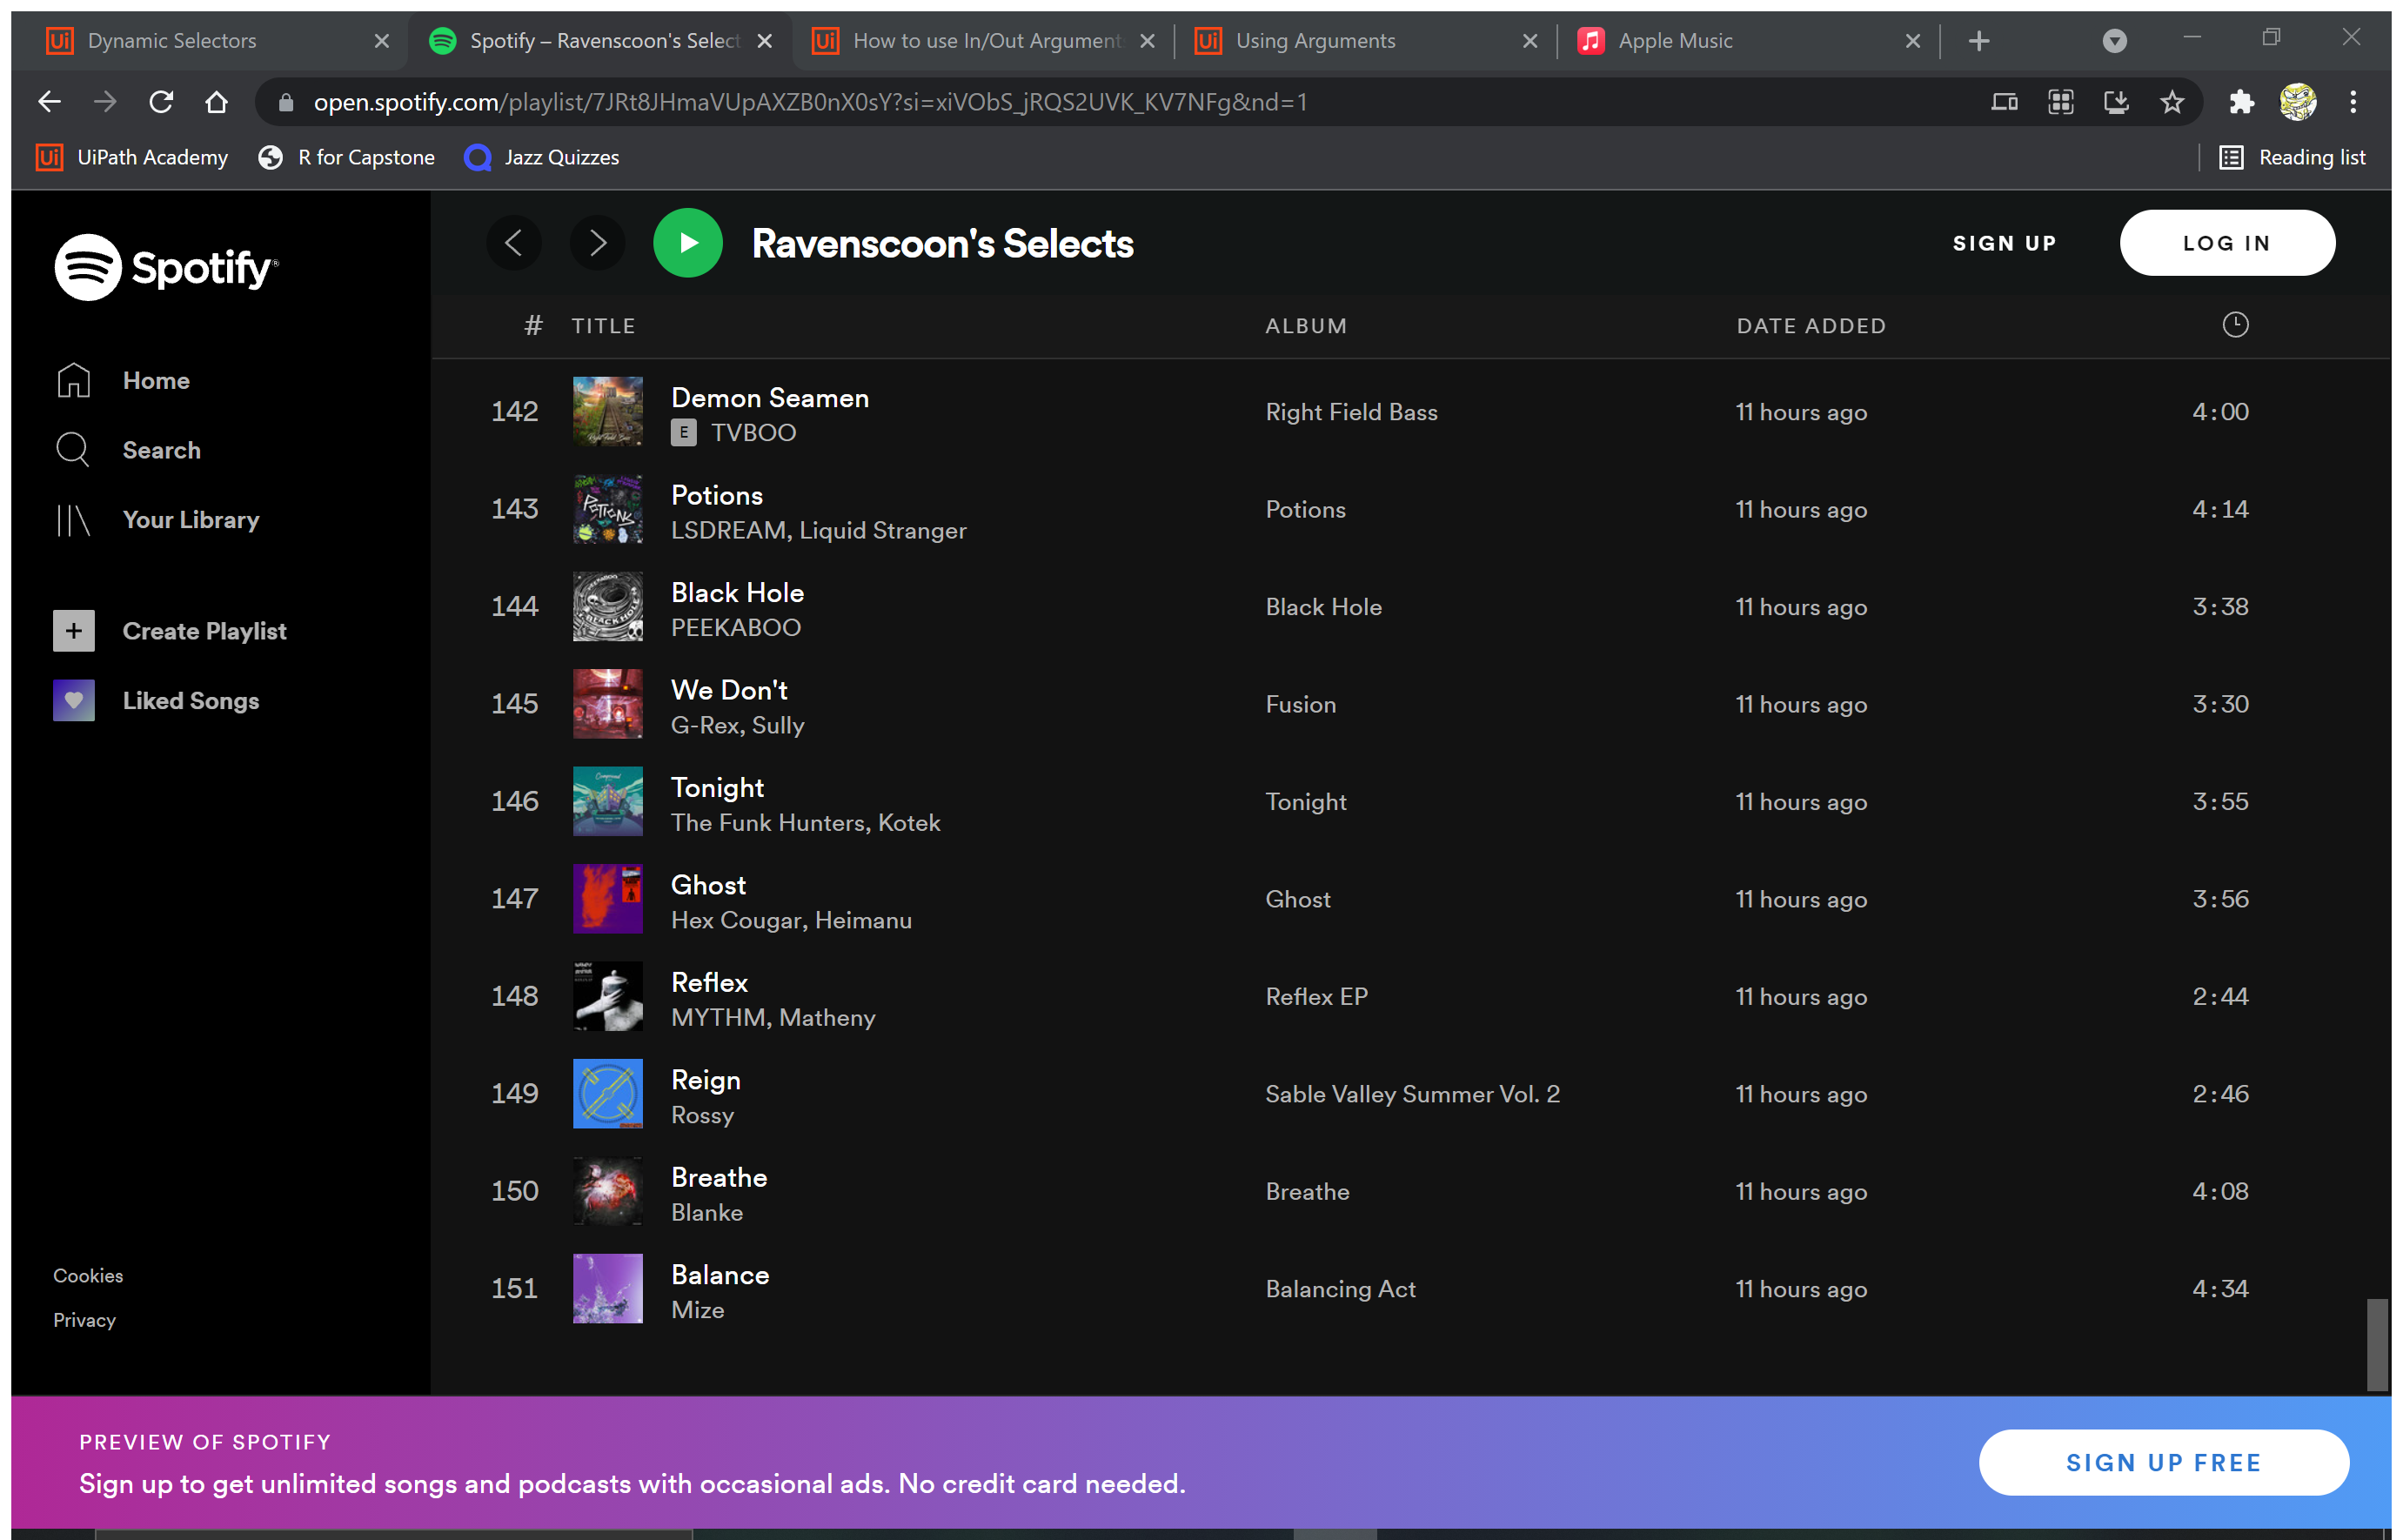 Dynamic Selectors
Spotify – Ravenscoon's Select
How to use In/Out Argument
Using Arguments
Apple Music
open.spotify.com/playlist/7JRt8JHmaVUpAXZB0nX0sY?si=xiVObS_jRQS2UVK_KV7NFg&nd=1
UiPath Academy
R for Capstone
Jazz Quizzes
Reading list
Spotify
Ravenscoon's Selects
SIGN UP
LOG IN
Home
Search
Your Library
Create Playlist
Liked Songs
Cookies
Privacy
# TITLE ALBUM DATE ADDED
142 Demon Seamen Right Field Bass 11 hours ago 4:00
E TVBOO
143 Potions Potions 11 hours ago 4:14
LSDREAM, Liquid Stranger
144 Black Hole Black Hole 11 hours ago 3:38
PEEKABOO
145 We Don't Fusion 11 hours ago 3:30
G-Rex, Sully
146 Tonight Tonight 11 hours ago 3:55
The Funk Hunters, Kotek
147 Ghost Ghost 11 hours ago 3:56
Hex Cougar, Heimanu
148 Reflex Reflex EP 11 hours ago 2:44
MYTHM, Matheny
149 Reign Sable Valley Summer Vol. 2 11 hours ago 2:46
Rossy
150 Breathe Breathe 11 hours ago 4:08
Blanke
151 Balance Balancing Act 11 hours ago 4:34
Mize
PREVIEW OF SPOTIFY
Sign up to get unlimited songs and podcasts with occasional ads. No credit card needed.
SIGN UP FREE